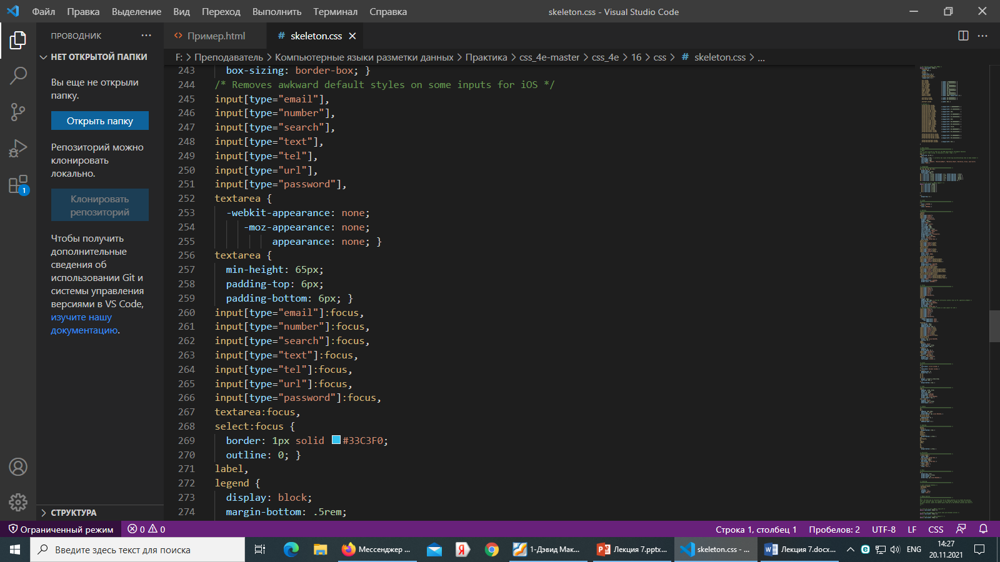 Файл Правка Выделение Вид Переход Выполнить Терминал Справка
skeleton.css - Visual Studio Code
ПРОВОДНИК ···
<> Пример.html # skeleton.css ×
НЕТ ОТКРЫТОЙ ПАПКИ
F: > Преподаватель > Компьютерные языки разметки данных > Практика > css_4e-master > css_4e > 16 > css > # skeleton.css > ...
Вы еще не открыли
папку.
Открыть папку
Репозиторий можно
клонировать
локально.
Клонировать
репозиторий
Чтобы получить
дополнительные
сведения об
использовании Git и
системы управления
версиями в VS Code,
изучите нашу
документацию.
1
СТРУКТУРА
243 box-sizing: border-box; }
244 /* Removes awkward default styles on some inputs for iOS */
245 input[type="email"],
246 input[type="number"],
247 input[type="search"],
248 input[type="text"],
249 input[type="tel"],
250 input[type="url"],
251 input[type="password"],
252 textarea {
253 -webkit-appearance: none;
254 -moz-appearance: none;
255 appearance: none; }
256 textarea {
257 min-height: 65px;
258 padding-top: 6px;
259 padding-bottom: 6px; }
260 input[type="email"]:focus,
261 input[type="number"]:focus,
262 input[type="search"]:focus,
263 input[type="text"]:focus,
264 input[type="tel"]:focus,
265 input[type="url"]:focus,
266 input[type="password"]:focus,
267 textarea:focus,
268 select:focus {
269 border: 1px solid #33C3F0;
270 outline: 0; }
271 label,
272 legend {
273 display: block;
274 margin-bottom: .5rem;
Ограниченный режим 0 0
Строка 1, столбец 1 Пробелов: 2 UTF-8 LF CSS
Введите здесь текст для поиска
Мессенджер ... 1-Дэвид Мак... Лекция 7.pptx... skeleton.css - ... Лекция 7.docx...
ENG
14:27
20.11.2021